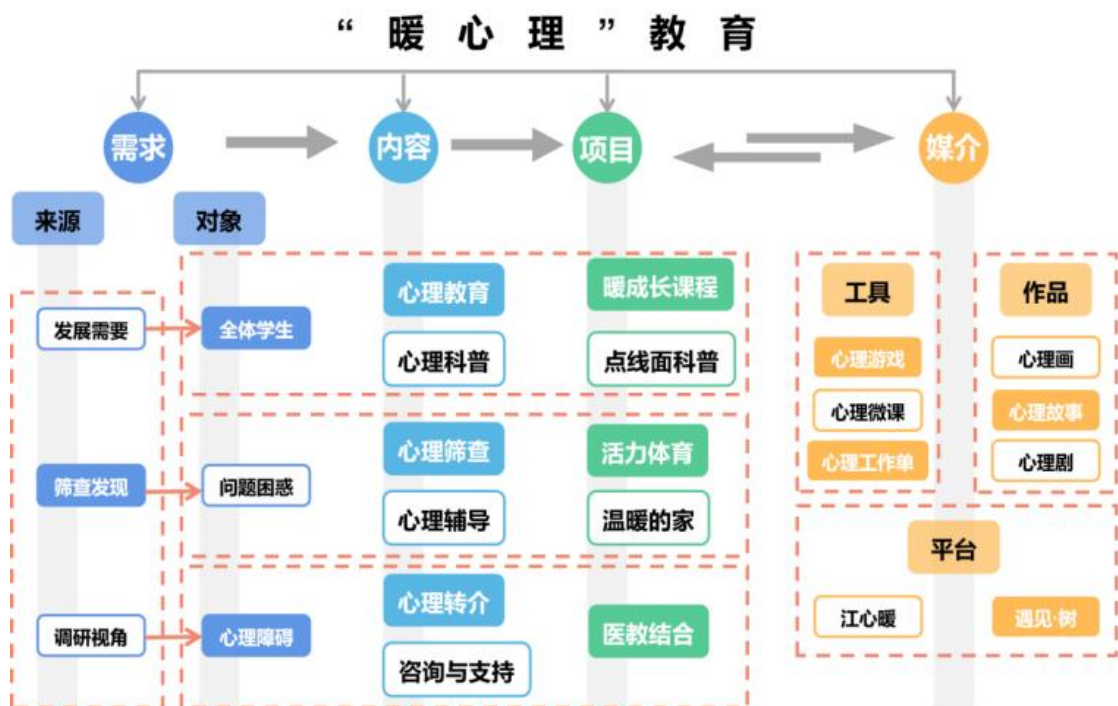 “暖心理”教育
需求
内容
项目
媒介
来源
对象
发展需要
全体学生
心理教育
暖成长课程
心理科普
点线面科普
筛查发现
问题困惑
心理筛查
活力体育
心理辅导
温暖的家
调研视角
心理障碍
心理转介
医教结合
咨询与支持
工具
作品
心理游戏
心理画
心理微课
心理故事
心理工作单
心理剧
平台
江心暖
遇见·树